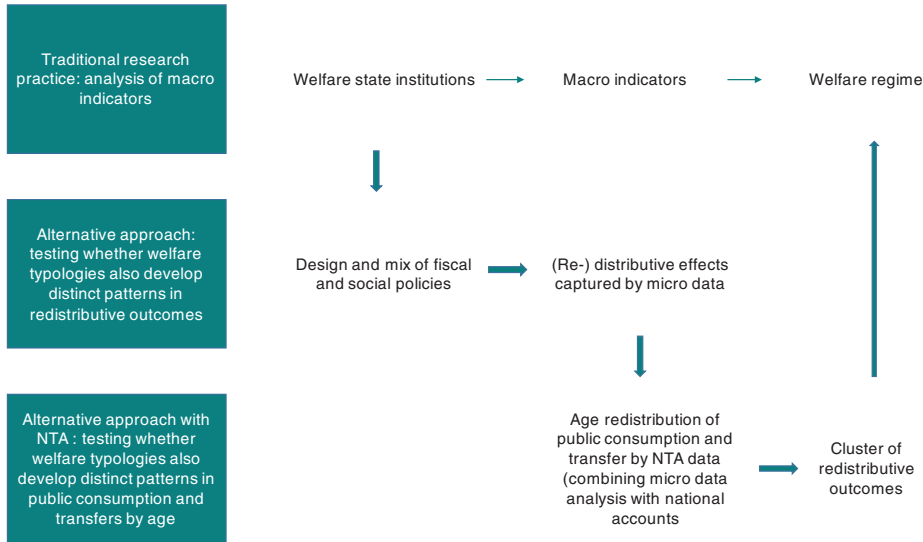 Traditional research
practice: analysis of macro
indicators
Welfare state institutions
Macro indicators
Welfare regime
Alternative approach:
testing whether welfare
typologies also develop
distinct patterns in
redistributive outcomes
Design and mix of fiscal
and social policies
(Re-) distributive effects
captured by micro data
Alternative approach with
NTA : testing whether
welfare typologies also
develop distinct patterns in
public consumption and
transfers by age
Age redistribution of
public consumption and
transfer by NTA data
(combining micro data
analysis with national
accounts
Cluster of
redistributive
outcomes